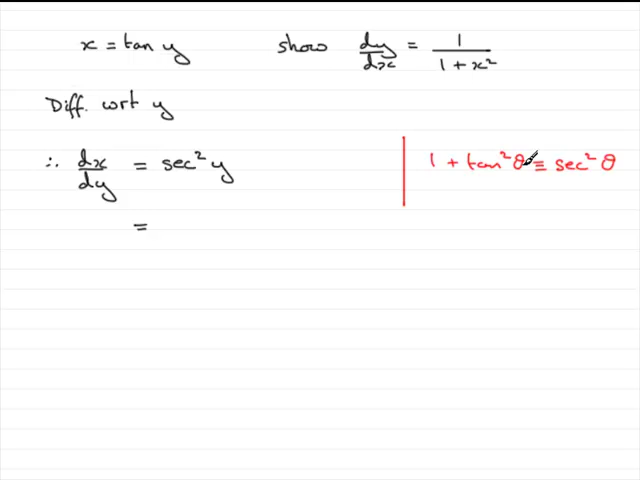 x = tan y show dy/dx = 1/(1 + x²)
Diff. wrt y
∴ dx/dy = sec² y 1 + tan² θ ≡ sec² θ
=